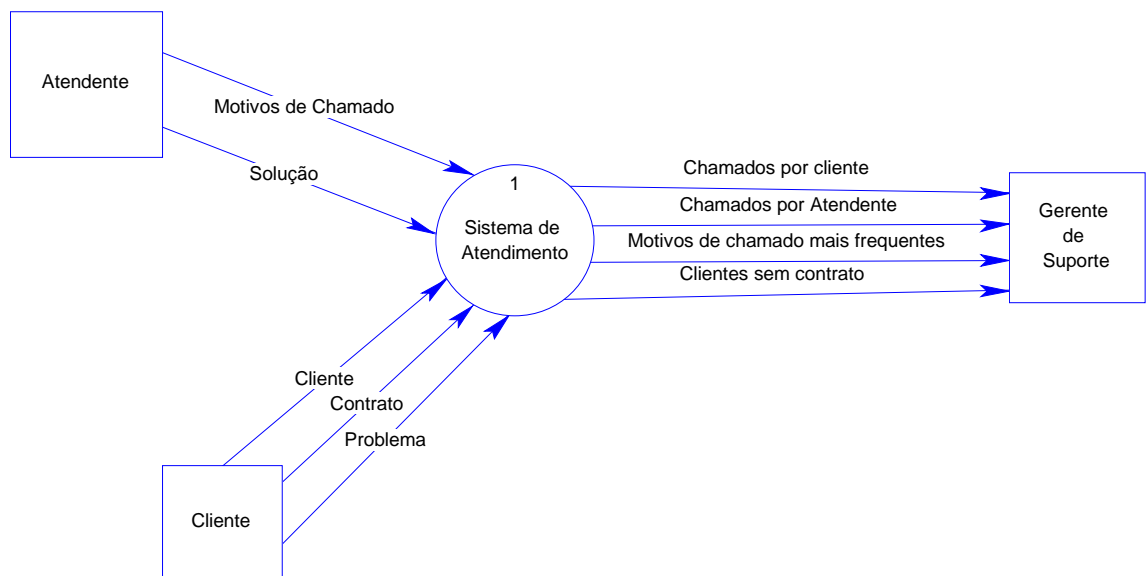 Atendente
Motivos de Chamado
Solução
1
Sistema de
Atendimento
Chamados por cliente
Chamados por Atendente
Motivos de chamado mais frequentes
Clientes sem contrato
Gerente
de
Suporte
Cliente
Contrato
Problema
Cliente